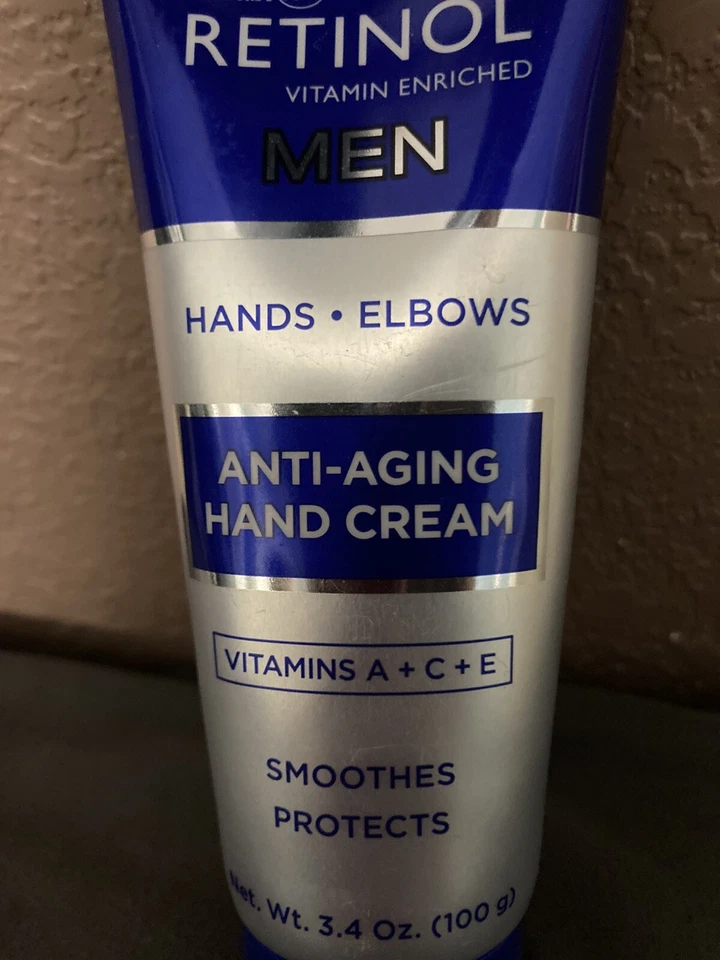 RETINOL
VITAMIN ENRICHED
MEN
HANDS • ELBOWS
ANTI-AGING
HAND CREAM
VITAMINS A + C + E
SMOOTHES
PROTECTS
Net. Wt. 3.4 Oz. (100 g)